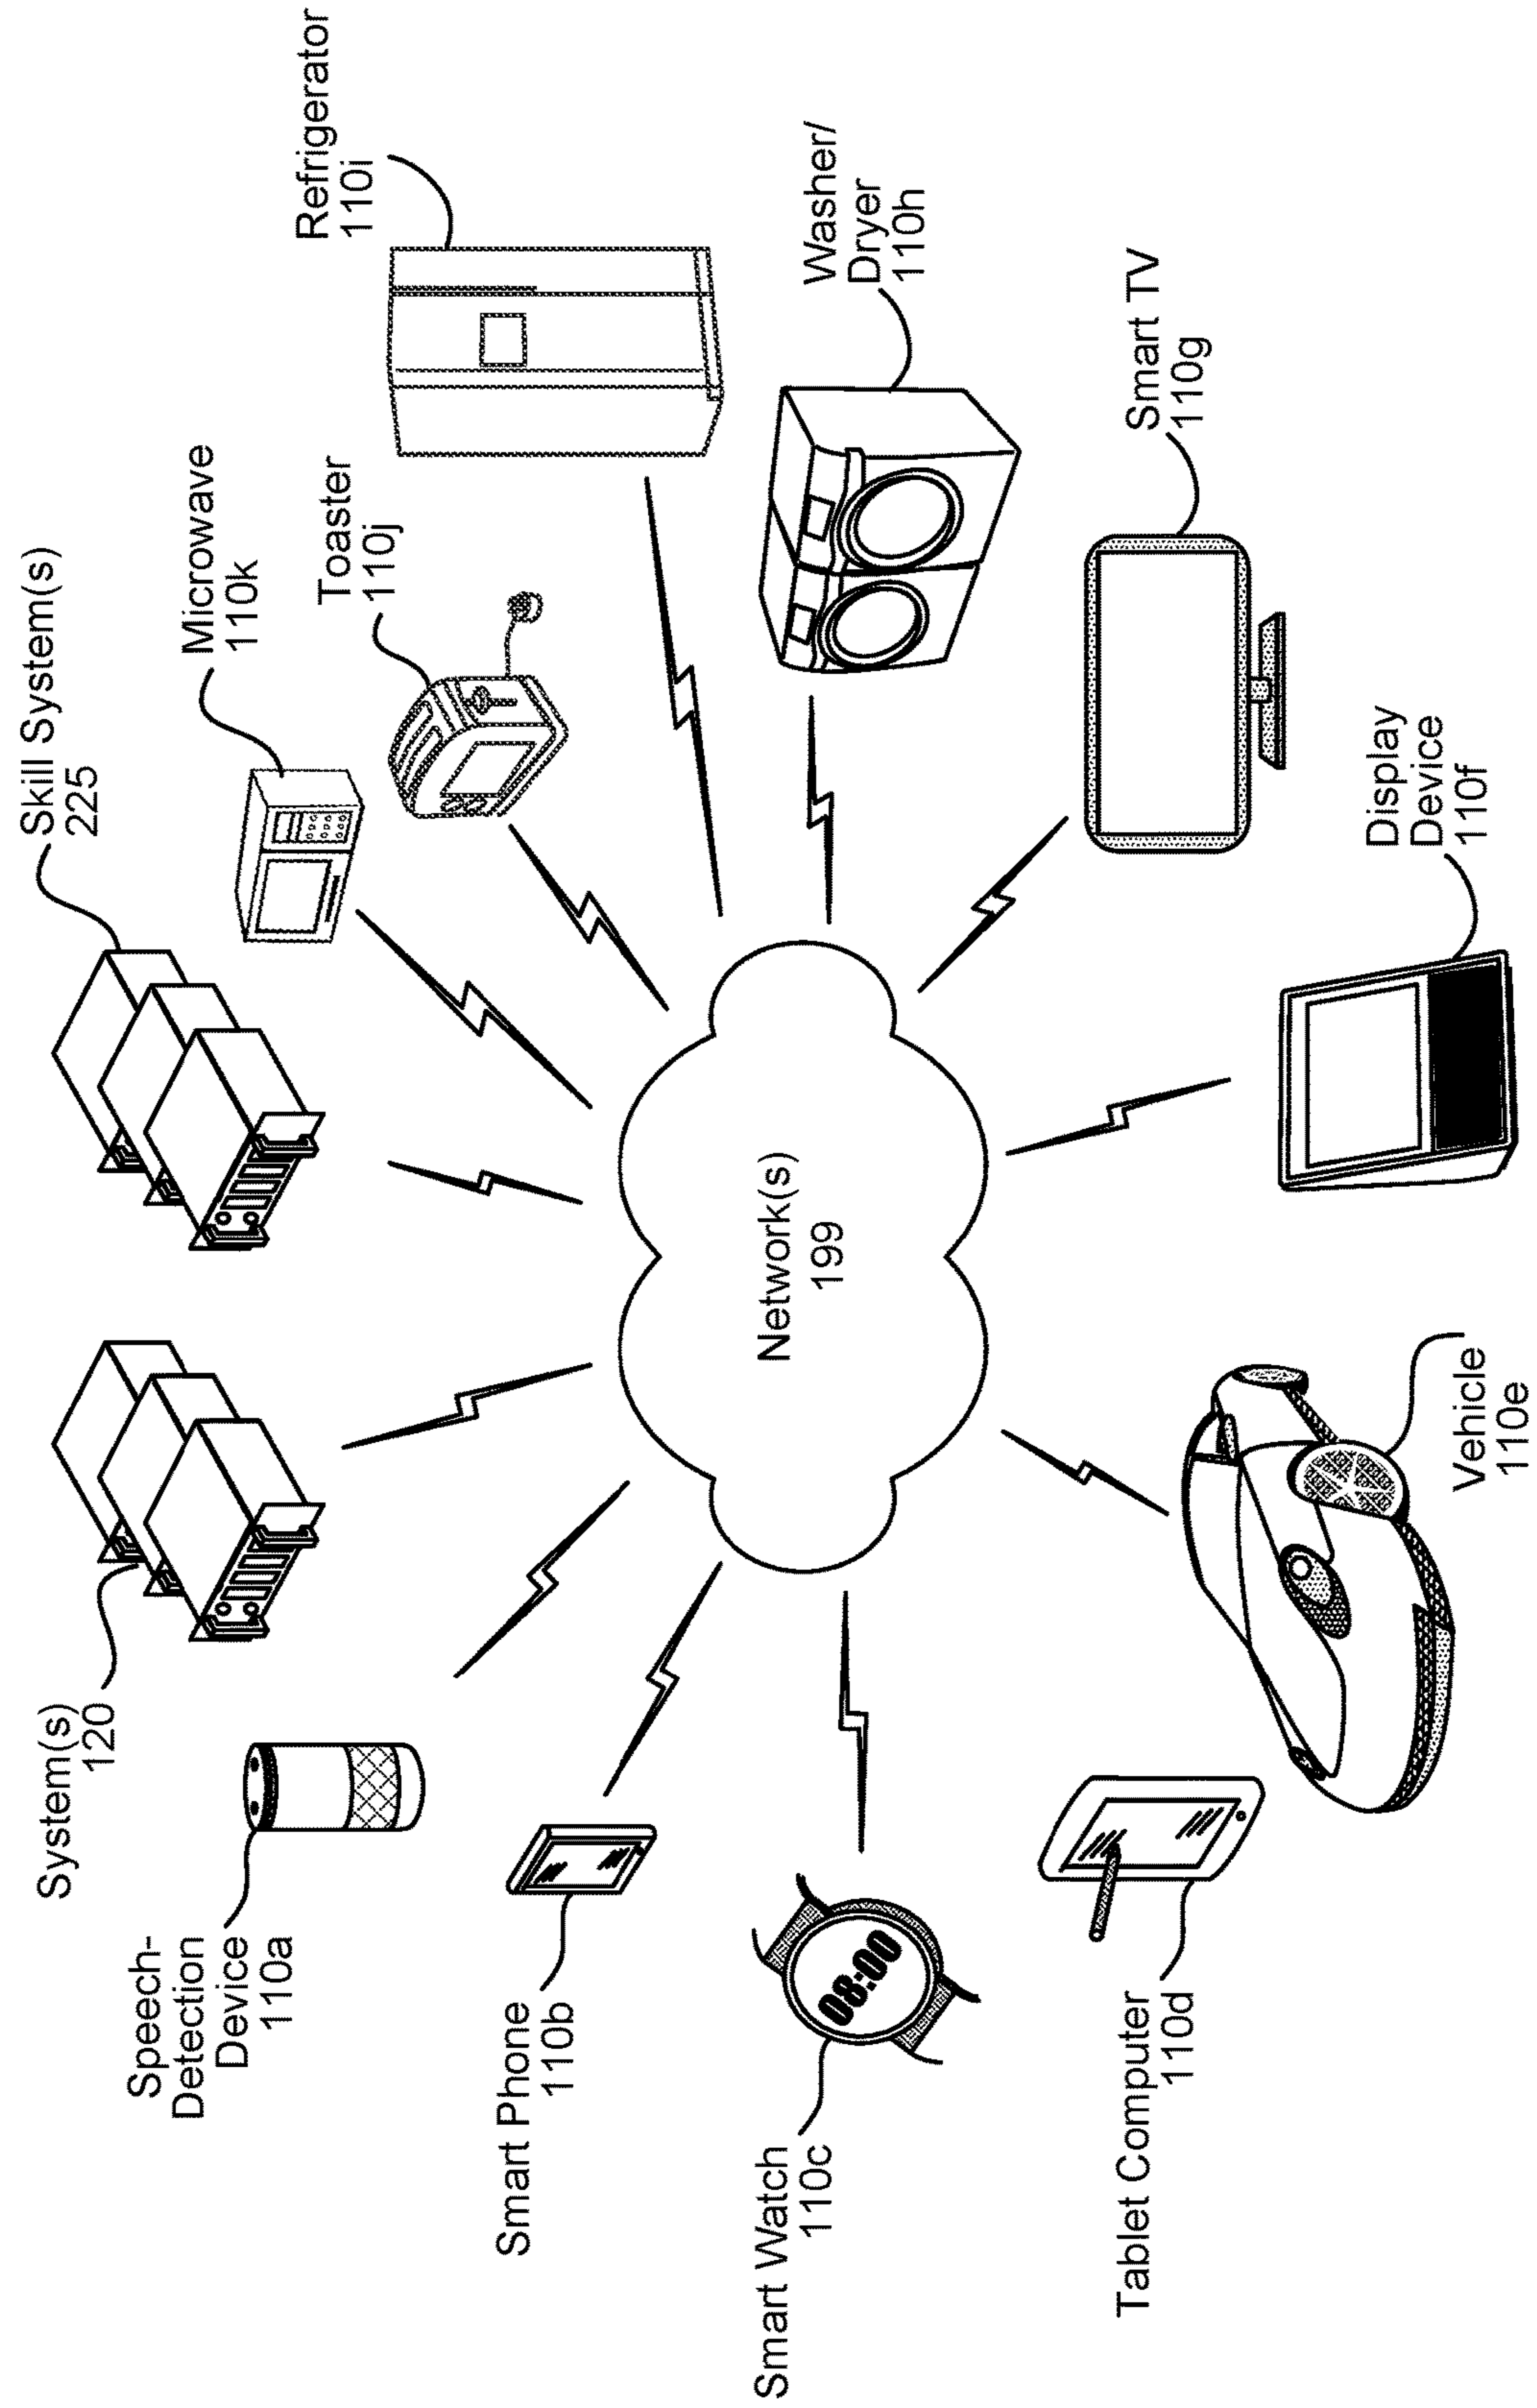 System(s)
120
Skill System(s)
225
Microwave
110k
Toaster
110j
Refrigerator
110i
Speech-
Detection
Device
110a
Smart Phone
110b
Network(s)
199
Washer/
Dryer
110h
Smart Watch
110c
08:00
Smart TV
110g
Tablet Computer
110d
Vehicle
110e
Display
Device
110f